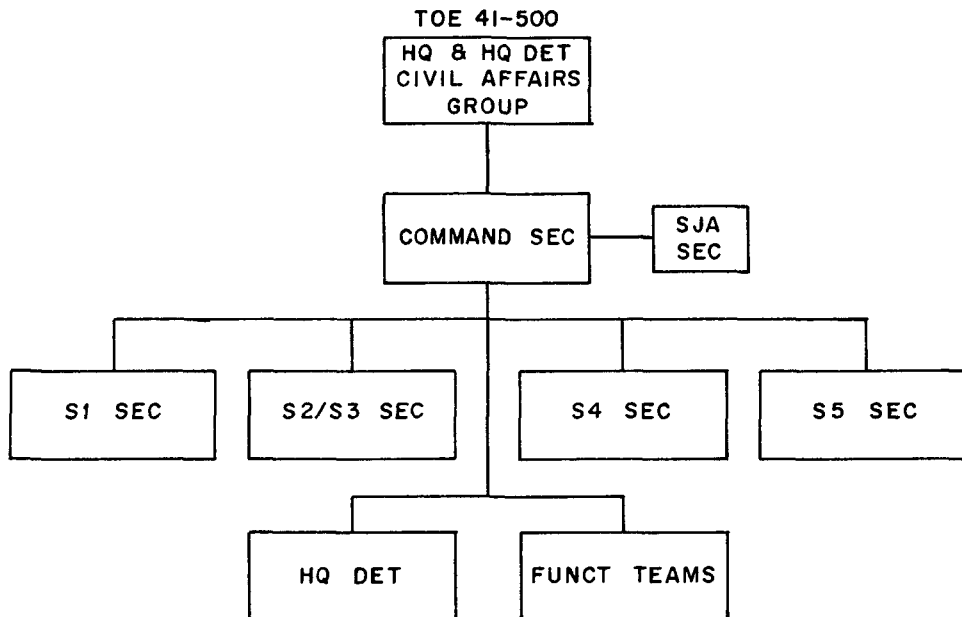 TOE 41-500
HQ & HQ DET
CIVIL AFFAIRS
GROUP
COMMAND SEC
SJA
SEC
S1 SEC
S2/S3 SEC
S4 SEC
S5 SEC
HQ DET
FUNCT TEAMS